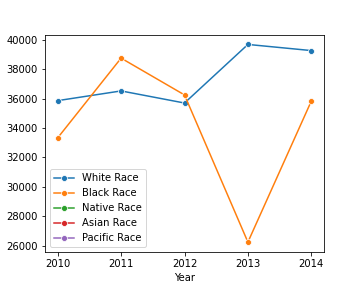 40000
38000
36000
34000
32000
30000
28000
26000
White Race
Black Race
Native Race
Asian Race
Pacific Race
2010 2011 2012 2013 2014
Year